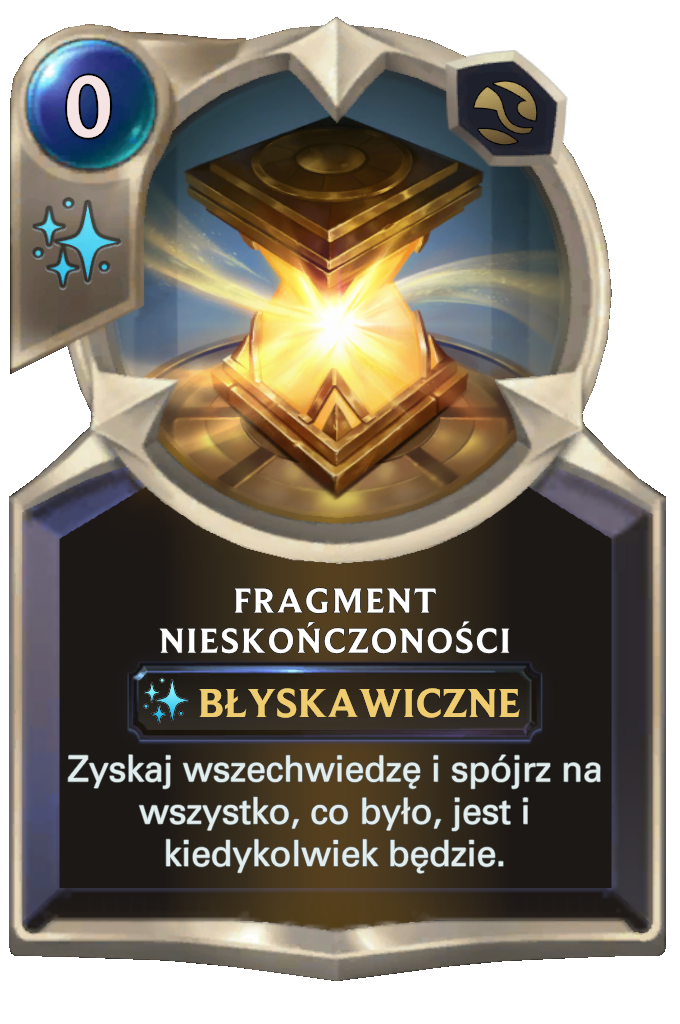 0
FRAGMENT
NIESKOŃCZONOŚCI
BŁYSKAWICZNE
Zyskaj wszechwiedzę i spójrz na
wszystko, co było, jest i
kiedykolwiek będzie.